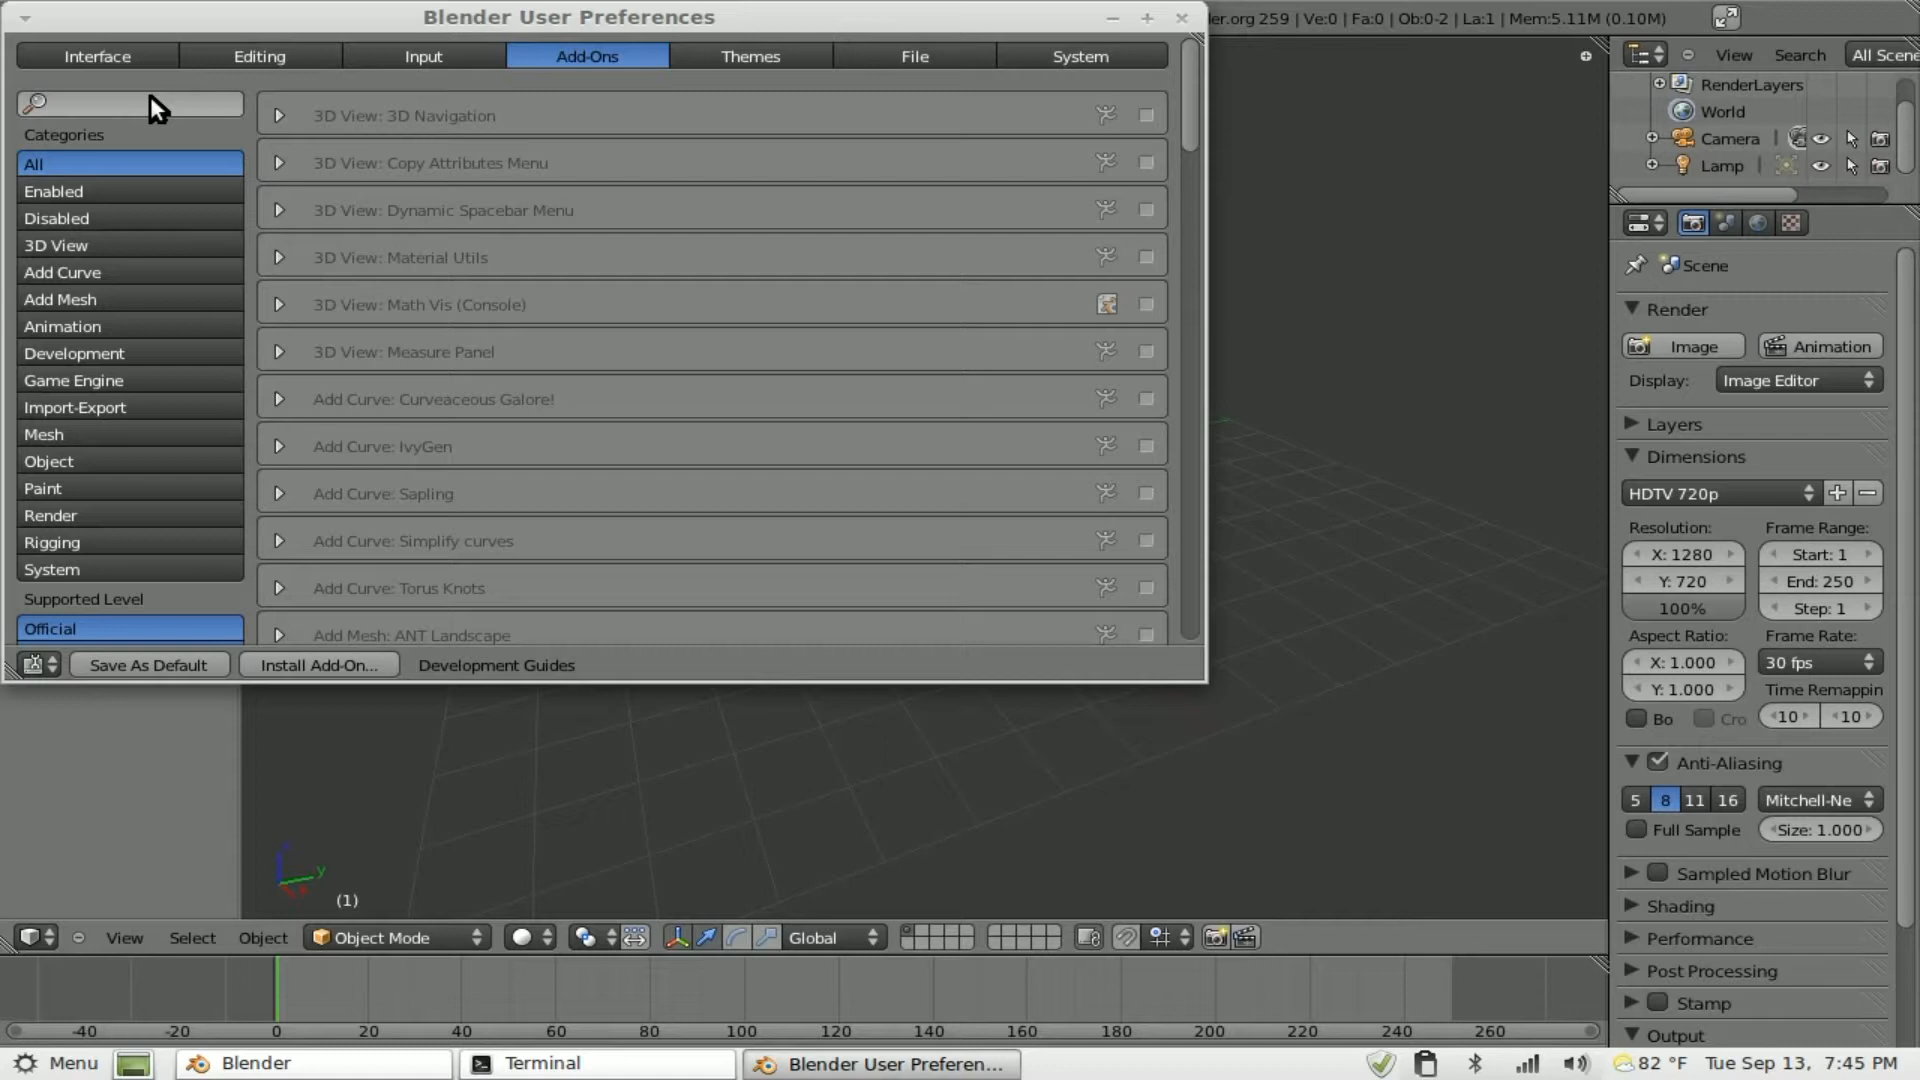 Blender User Preferences
er.org 259 | Ve:0 | Fa:0 | Ob:0-2 | La:1 | Mem:5.11M (0.10M)
Interface
Editing
Input
Add-Ons
Themes
File
System
View
Search
All Scene
RenderLayers
World
Camera
Lamp
Categories
All
Enabled
Disabled
3D View
Add Curve
Add Mesh
Animation
Development
Game Engine
Import-Export
Mesh
Object
Paint
Render
Rigging
System
Supported Level
Official
3D View: 3D Navigation
3D View: Copy Attributes Menu
3D View: Dynamic Spacebar Menu
3D View: Material Utils
3D View: Math Vis (Console)
3D View: Measure Panel
Add Curve: Curveaceous Galore!
Add Curve: IvyGen
Add Curve: Sapling
Add Curve: Simplify curves
Add Curve: Torus Knots
Add Mesh: ANT Landscape
Save As Default
Install Add-On...
Development Guides
Scene
Render
Image
Animation
Display:
Image Editor
Layers
Dimensions
HDTV 720p
Resolution:
Frame Range:
X: 1280
Start: 1
Y: 720
End: 250
100%
Step: 1
Aspect Ratio:
Frame Rate:
X: 1.000
30 fps
Y: 1.000
Time Remappin
Bo
Cro
10
10
Anti-Aliasing
5
8
11
16
Mitchell-Ne
Full Sample
Size: 1.000
Sampled Motion Blur
Shading
Performance
Post Processing
Stamp
Output
y
(1)
View
Select
Object
Object Mode
Global
-40
-20
0
20
40
60
80
100
120
140
160
180
200
220
240
260
Menu
Blender
Terminal
Blender User Preferen...
82 °F
Tue Sep 13, 7:45 PM